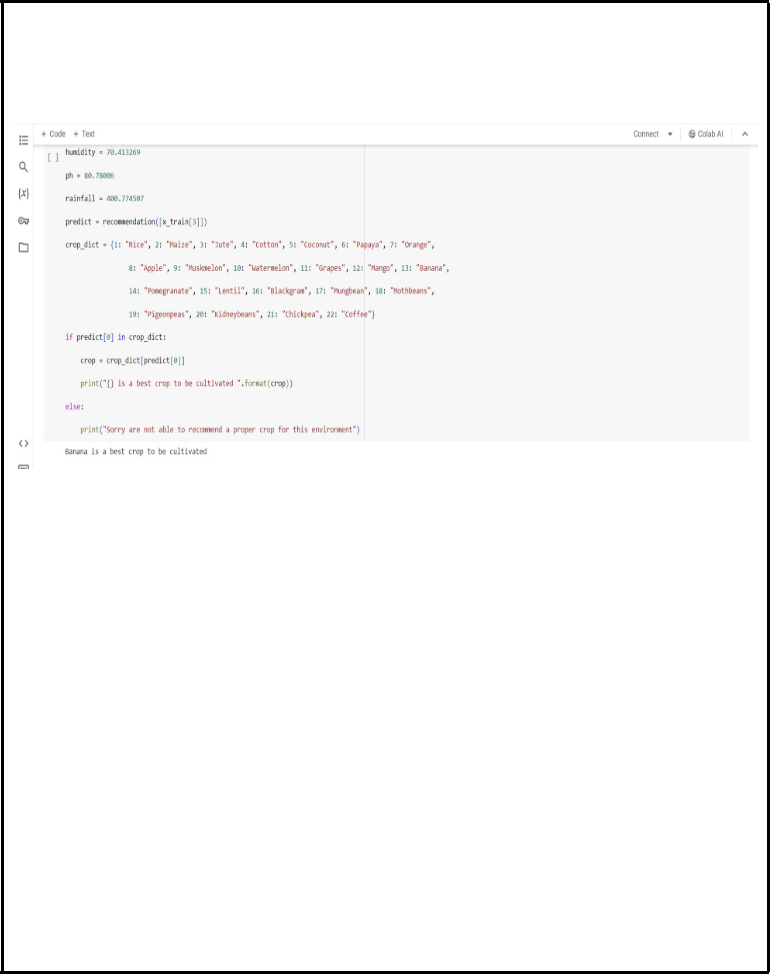 + Code + Text Connect Colab AI
[ ] humidity = 70.413269
ph = 80.78006
rainfall = 400.774507
predict = recommendation([x_train[3]])
crop_dict = {1: "Rice", 2: "Maize", 3: "Jute", 4: "Cotton", 5: "Coconut", 6: "Papaya", 7: "Orange",
8: "Apple", 9: "Muskmelon", 10: "Watermelon", 11: "Grapes", 12: "Mango", 13: "Banana",
14: "Pomegranate", 15: "Lentil", 16: "Blackgram", 17: "Mungbean", 18: "Mothbeans",
19: "Pigeonpeas", 20: "Kidneybeans", 21: "Chickpea", 22: "Coffee"}
if predict[0] in crop_dict:
crop = crop_dict[predict[0]]
print("{} is a best crop to be cultivated ".format(crop))
else:
print("Sorry are not able to recommend a proper crop for this environment")
Banana is a best crop to be cultivated